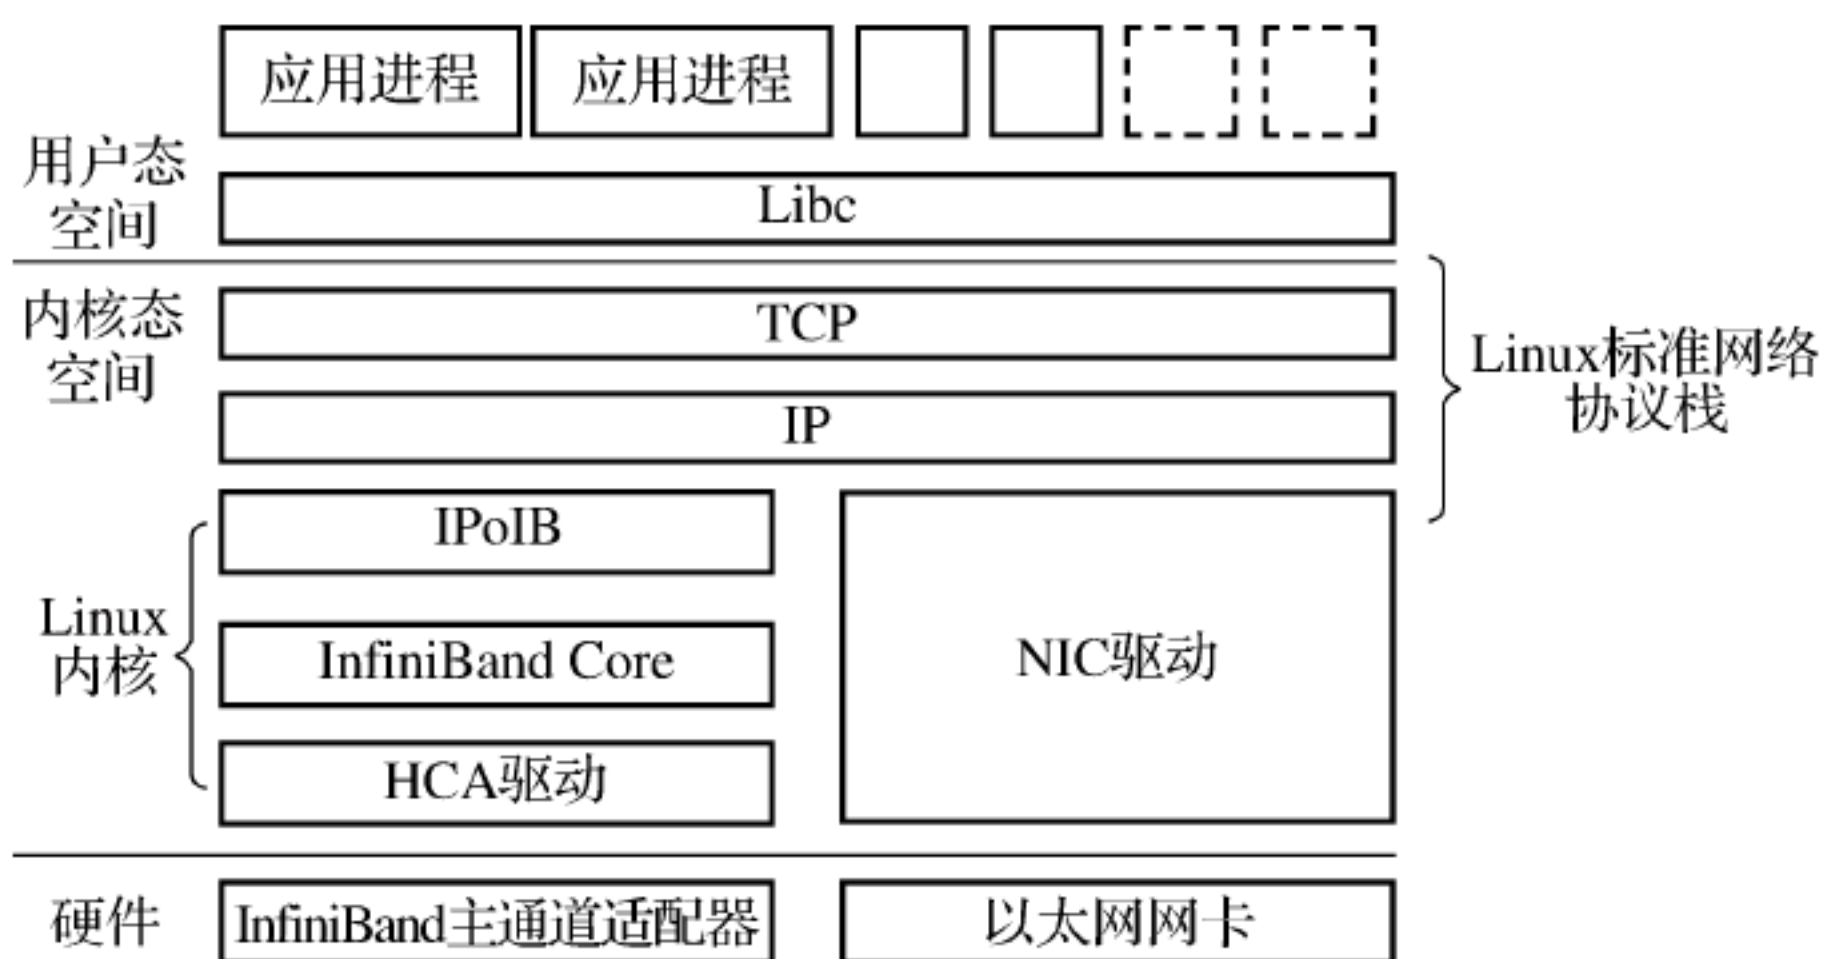 应用进程
应用进程
用户态
空间
Libc
内核态
空间
TCP
IP
Linux标准网络
协议栈
IPoIB
Linux
内核
InfiniBand Core
NIC驱动
HCA驱动
硬件
InfiniBand主通道适配器
以太网网卡